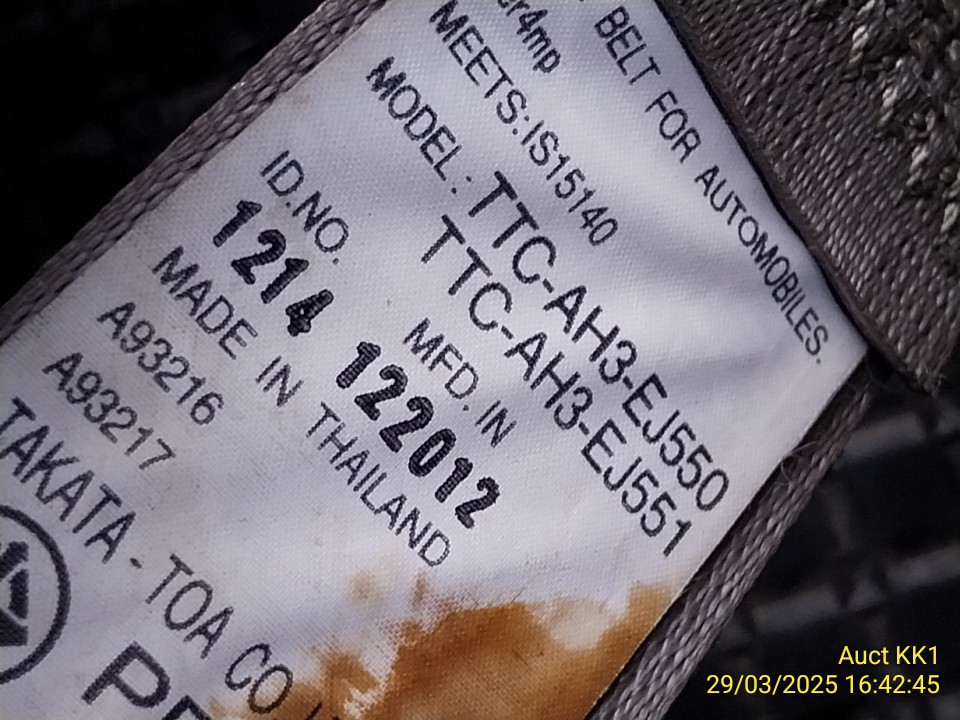 BELT FOR AUTOMOBILES.
r4mp
MEETS:IS15140
MODEL: TTC-AH3-EJ550
TTC-AH3-EJ551
ID.NO. MFD. IN
1214 122012
MADE IN THAILAND
A93216
A93217
TAKATA - TOA CO
Auct KK1
29/03/2025 16:42:45